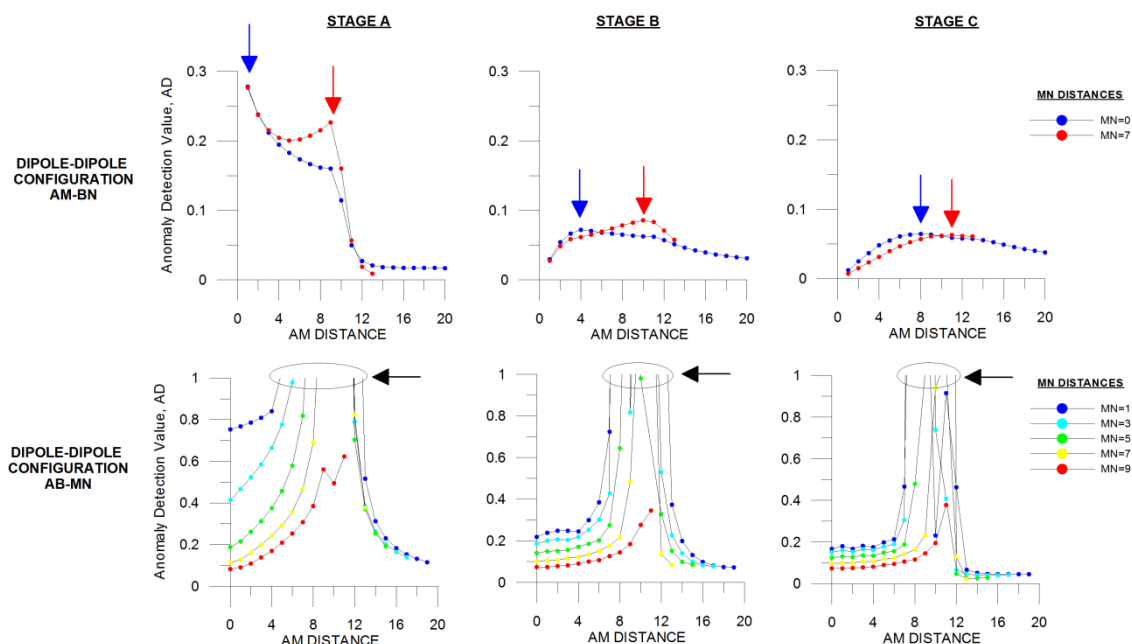 STAGE A
STAGE B
STAGE C
DIPOLE-DIPOLE
CONFIGURATION
AM-BN
Anomaly Detection Value, AD
0.3
0.2
0.1
0
0 4 8 12 16 20
AM DISTANCE
0.3
0.2
0.1
0
0 4 8 12 16 20
AM DISTANCE
0.3
0.2
0.1
0
0 4 8 12 16 20
AM DISTANCE
MN DISTANCES
MN=0
MN=7
DIPOLE-DIPOLE
CONFIGURATION
AB-MN
Anomaly Detection Value, AD
1
0.8
0.6
0.4
0.2
0
0 4 8 12 16 20
AM DISTANCE
1
0.8
0.6
0.4
0.2
0
0 4 8 12 16 20
AM DISTANCE
1
0.8
0.6
0.4
0.2
0
0 4 8 12 16 20
AM DISTANCE
MN DISTANCES
MN=1
MN=3
MN=5
MN=7
MN=9